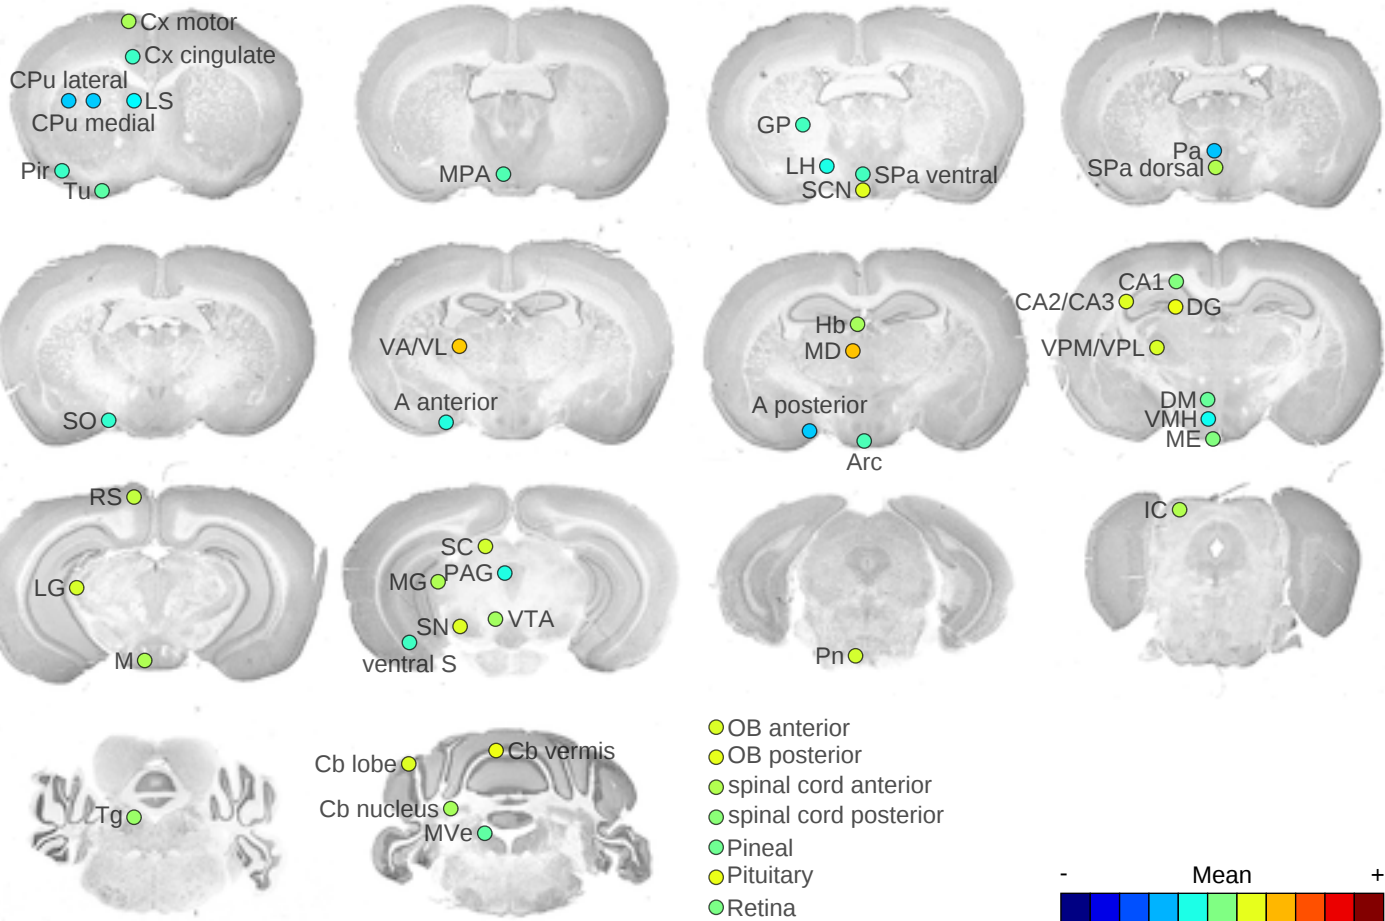 Cx motor
Cx cingulate
CPu lateral
LS
CPu medial
Pir
Tu
MPA
GP
LH
SPa ventral
SCN
Pa
SPa dorsal
SO
VA/VL
A anterior
Hb
MD
A posterior
Arc
CA1
CA2/CA3
DG
VPM/VPL
DM
VMH
ME
RS
LG
M
SC
PAG
MG
VTA
SN
ventral S
Pn
IC
Tg
Cb vermis
Cb lobe
Cb nucleus
MVe
OB anterior
OB posterior
spinal cord anterior
spinal cord posterior
Pineal
Pituitary
Retina
- Mean +